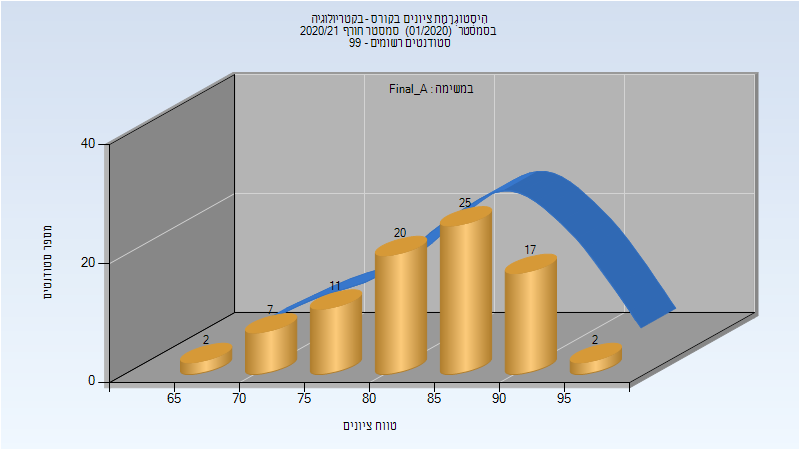 היסטוגרמת ציונים בקורס - בקטריולוגיה
בסמסטר (01/2020) סמסטר חורף 2020/21
סטודנטים רשומים - 99
במשימה : Final_A
מספר סטודנטים
40
20
0
2
7
11
20
25
17
2
65 70 75 80 85 90 95
טווח ציונים